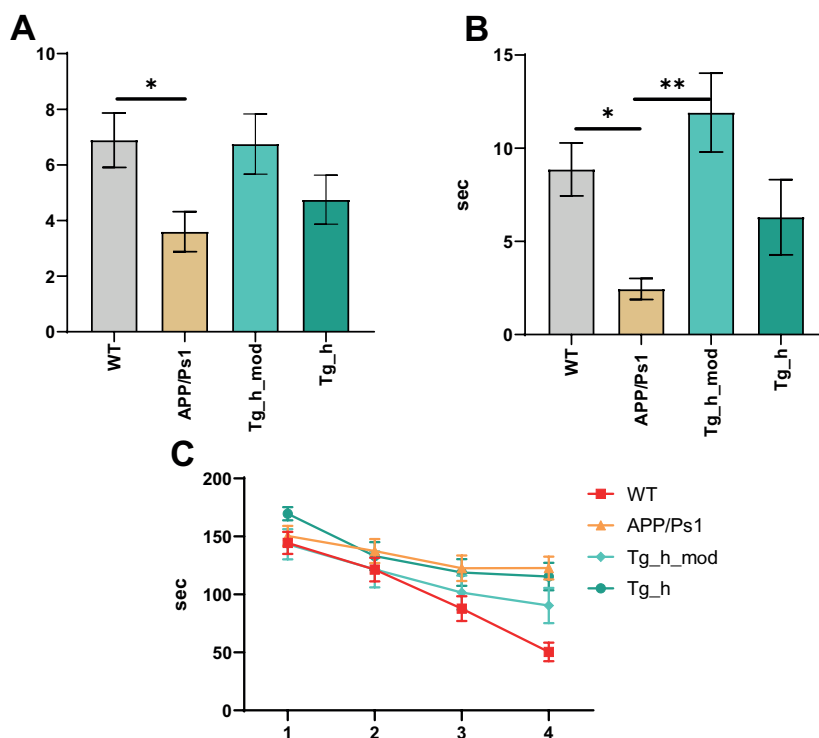 A
10
8
6
4
2
0
*
WT
APP/Ps1
Tg_h_mod
Tg_h
B
sec
15
10
5
0
*
**
WT
APP/Ps1
Tg_h_mod
Tg_h
C
sec
200
150
100
50
0
1 2 3 4
WT
APP/Ps1
Tg_h_mod
Tg_h